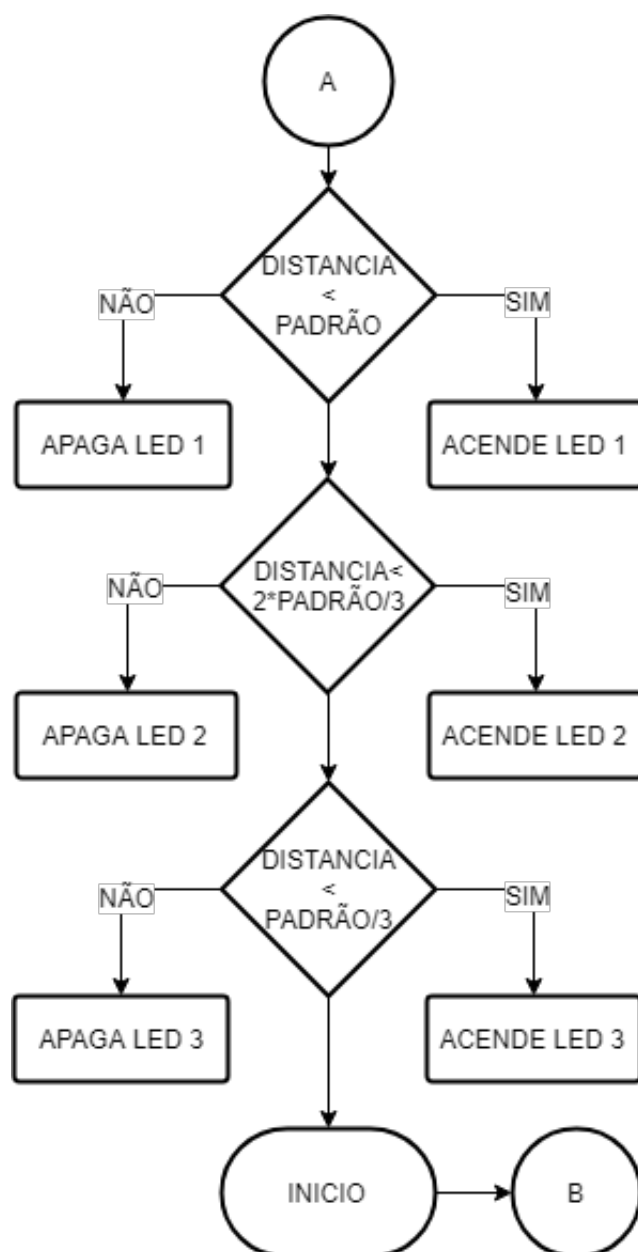 A
DISTANCIA
<
PADRÃO
NÃO
SIM
APAGA LED 1
ACENDE LED 1
DISTANCIA<
2*PADRÃO/3
NÃO
SIM
APAGA LED 2
ACENDE LED 2
DISTANCIA
<
PADRÃO/3
NÃO
SIM
APAGA LED 3
ACENDE LED 3
INICIO
B